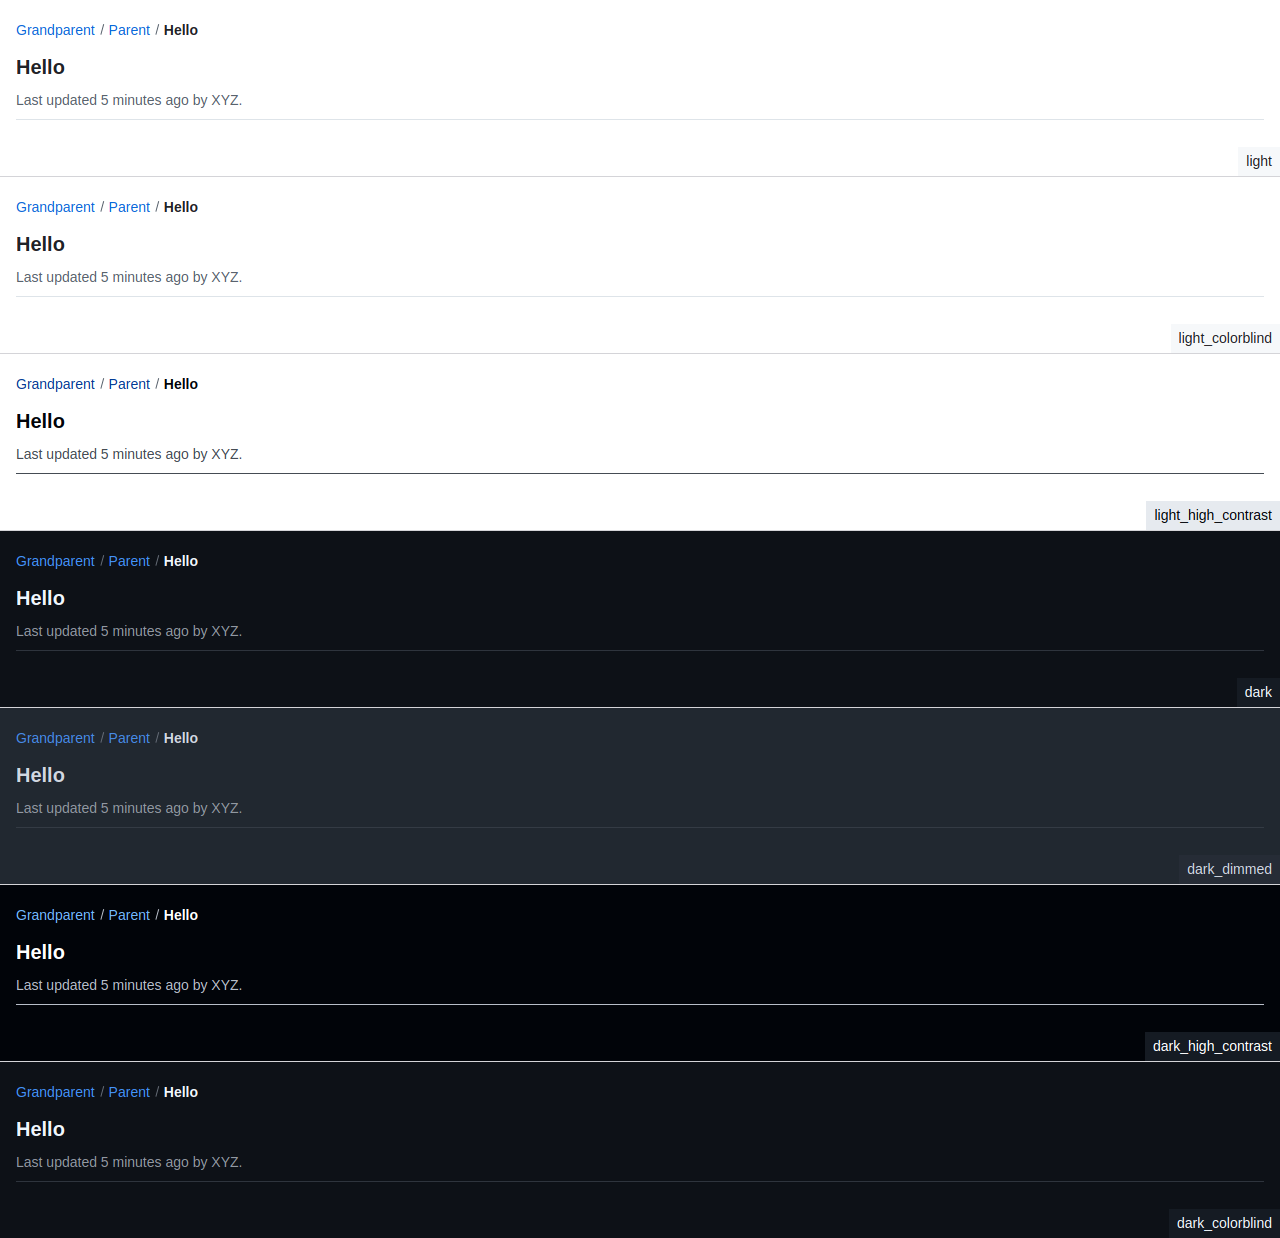 Grandparent / Parent / Hello
Hello
Last updated 5 minutes ago by XYZ.
light
Grandparent / Parent / Hello
Hello
Last updated 5 minutes ago by XYZ.
light_colorblind
Grandparent / Parent / Hello
Hello
Last updated 5 minutes ago by XYZ.
light_high_contrast
Grandparent / Parent / Hello
Hello
Last updated 5 minutes ago by XYZ.
dark
Grandparent / Parent / Hello
Hello
Last updated 5 minutes ago by XYZ.
dark_dimmed
Grandparent / Parent / Hello
Hello
Last updated 5 minutes ago by XYZ.
dark_high_contrast
Grandparent / Parent / Hello
Hello
Last updated 5 minutes ago by XYZ.
dark_colorblind